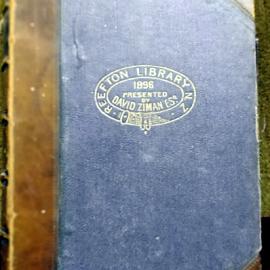 REEFTON LIBRARY N.Z.
1896
PRESENTED
BY
DAVID ZIMAN ESQ